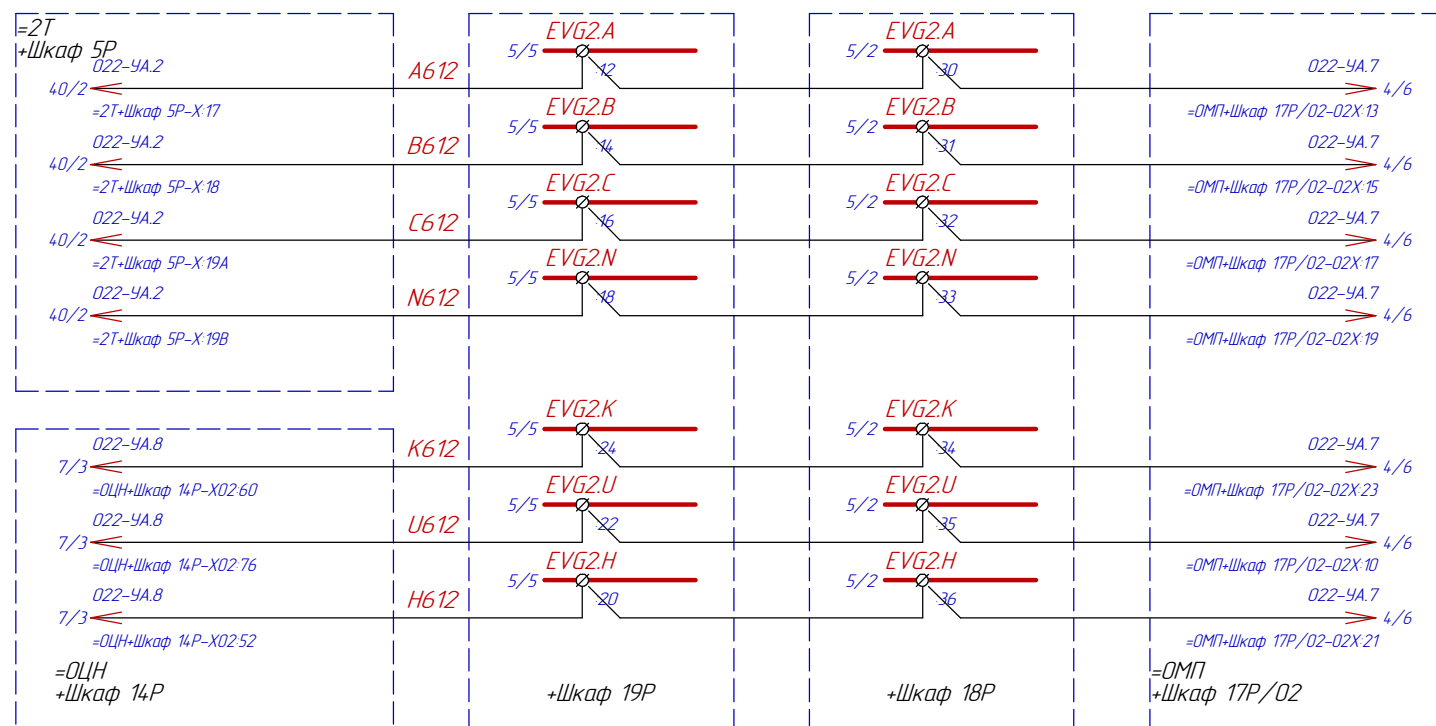 =2Т
+Шкаф 5Р
EVG2.A
EVG2.A
5/5
5/2
022-УА.2
A612
:12
:30
022-УА.7
40/2
4/6
=2Т+Шкаф 5Р-Х:17
=0МП+Шкаф 17Р/02-02Х:13
EVG2.B
EVG2.B
5/5
5/2
022-УА.2
B612
:14
:31
022-УА.7
40/2
4/6
=2Т+Шкаф 5Р-Х:18
=0МП+Шкаф 17Р/02-02Х:15
EVG2.C
EVG2.C
5/5
5/2
022-УА.2
C612
:16
:32
022-УА.7
40/2
4/6
=2Т+Шкаф 5Р-Х:19А
=0МП+Шкаф 17Р/02-02Х:17
EVG2.N
EVG2.N
5/5
5/2
022-УА.2
N612
:18
:33
022-УА.7
40/2
4/6
=2Т+Шкаф 5Р-Х:19В
=0МП+Шкаф 17Р/02-02Х:19
EVG2.K
EVG2.K
5/5
5/2
022-УА.8
K612
:24
:34
022-УА.7
7/3
4/6
=0ЦН+Шкаф 14Р-Х02:60
=0МП+Шкаф 17Р/02-02Х:23
EVG2.U
EVG2.U
5/5
5/2
022-УА.8
U612
:22
:35
022-УА.7
7/3
4/6
=0ЦН+Шкаф 14Р-Х02:76
=0МП+Шкаф 17Р/02-02Х:10
EVG2.H
EVG2.H
5/5
5/2
022-УА.8
H612
:20
:36
022-УА.7
7/3
4/6
=0ЦН+Шкаф 14Р-Х02:52
=0МП+Шкаф 17Р/02-02Х:21
=0ЦН
+Шкаф 14Р
+Шкаф 19Р
+Шкаф 18Р
=0МП
+Шкаф 17Р/02